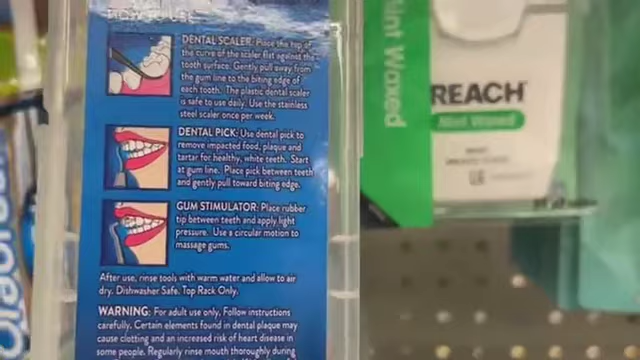 DENTAL SCALER: Place the top of
the curve of the scaler flat against the
tooth surface. Gently pull away from
the gum line to the biting edge of
each tooth. The plastic dental scaler
is safe to use daily. Use the stainless
steel scaler once per week.
DENTAL PICK: Use dental pick to
remove impacted food, plaque and
tartar for healthy, white teeth. Start
at gum line. Place pick between teeth
and gently pull toward biting edge.
GUM STIMULATOR: Place rubber
tip between teeth and apply light
pressure. Use a circular motion to
massage gums.
After use, rinse tools with warm water and allow to air
dry. Dishwasher Safe. Top Rack Only.
WARNING: For adult use only. Follow instructions
carefully. Certain elements found in dental plaque may
cause clotting and an increased risk of heart disease in
some people. Regularly rinse mouth thoroughly during
Mint Waxed
REACH
Mint Waxed